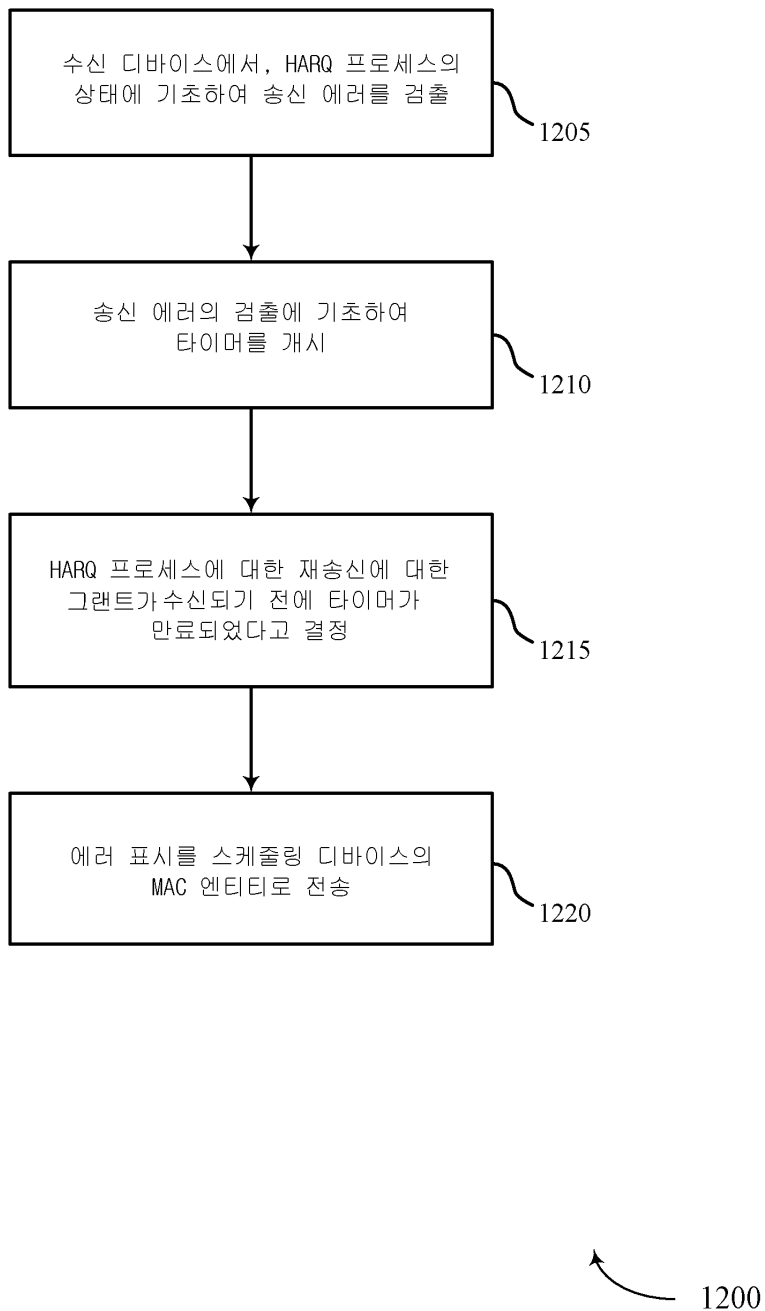 수신 디바이스에서, HARQ 프로세스의
상태에 기초하여 송신 에러를 검출
1205
송신 에러의 검출에 기초하여
타이머를 개시
1210
HARQ 프로세스에 대한 재송신에 대한
그랜트가 수신되기 전에 타이머가
만료되었다고 결정
1215
에러 표시를 스케줄링 디바이스의
MAC 엔티티로 전송
1220
1200